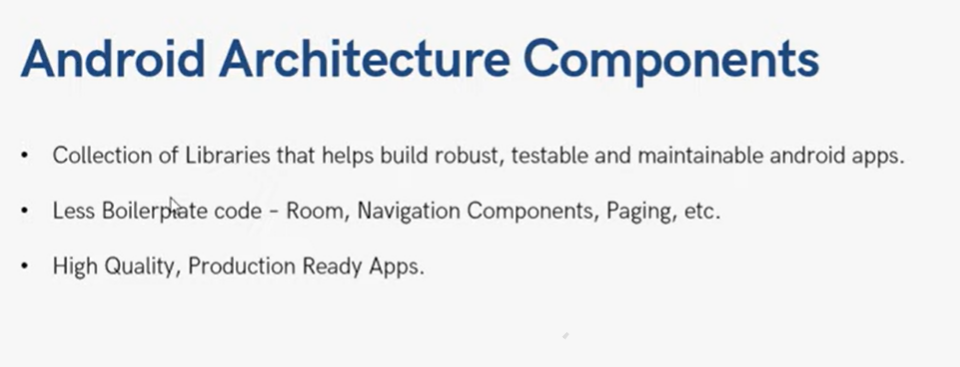 Android Architecture Components
• Collection of Libraries that helps build robust, testable and maintainable android apps.
• Less Boilerplate code – Room, Navigation Components, Paging, etc.
• High Quality, Production Ready Apps.